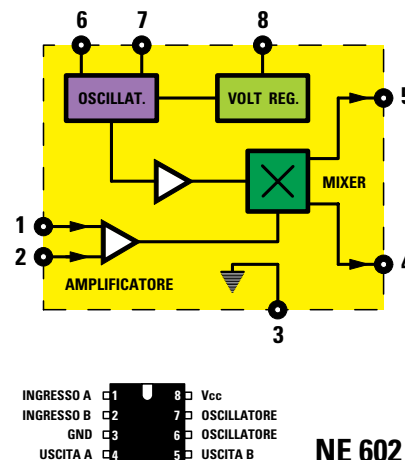 6 7 8
OSCILLAT. VOLT REG.
5
MIXER
1
2
4
AMPLIFICATORE
3
INGRESSO A 1 8 Vcc
INGRESSO B 2 7 OSCILLATORE
GND 3 6 OSCILLATORE
USCITA A 4 5 USCITA B
NE 602